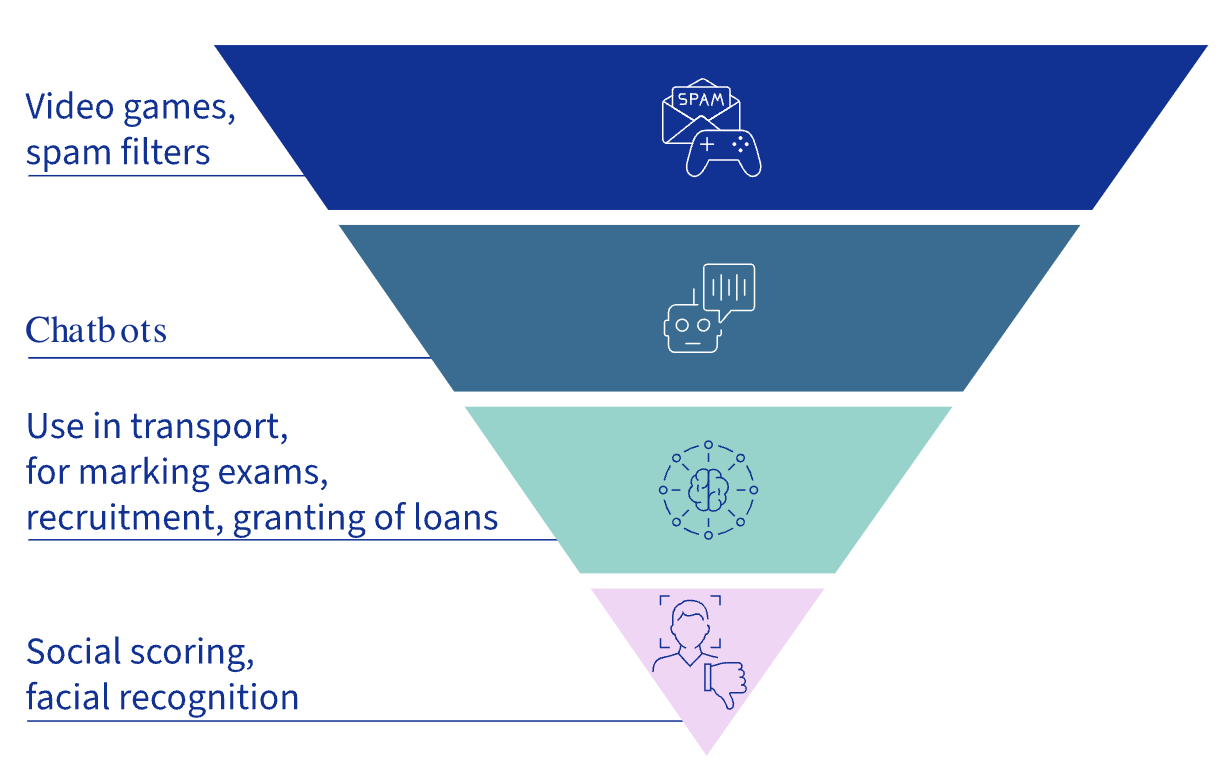 SPAM
Video games,
spam filters
Chatbots
Use in transport,
for marking exams,
recruitment, granting of loans
Social scoring,
facial recognition